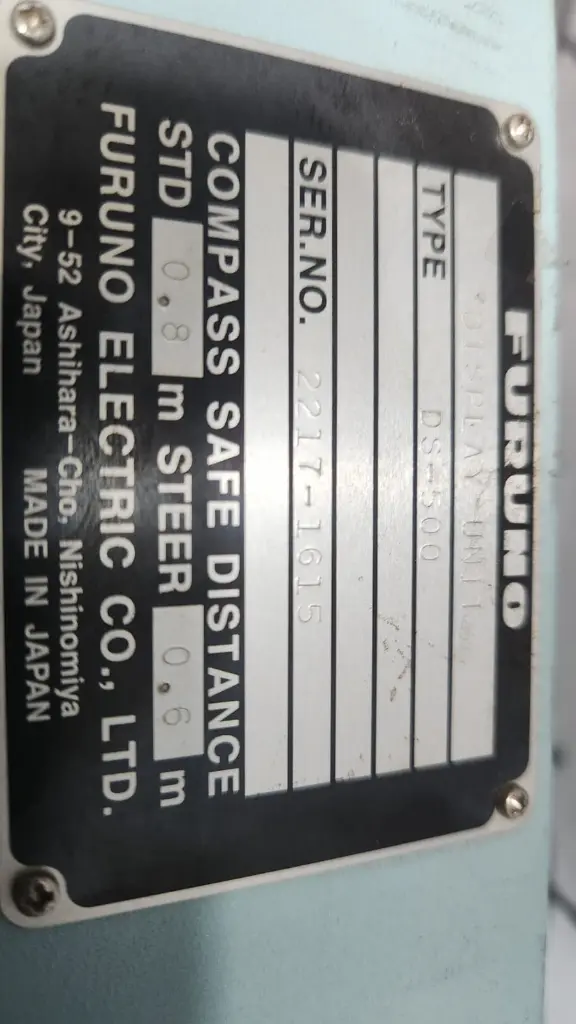 FURUNO
DISPLAY UNIT
TYPE DS-500
SER.NO. 2217-1615
COMPASS SAFE DISTANCE
STD 0.8 m STEER 0.6 m
FURUNO ELECTRIC CO., LTD.
9-52 Ashihara-Cho, Nishinomiya
City, Japan MADE IN JAPAN